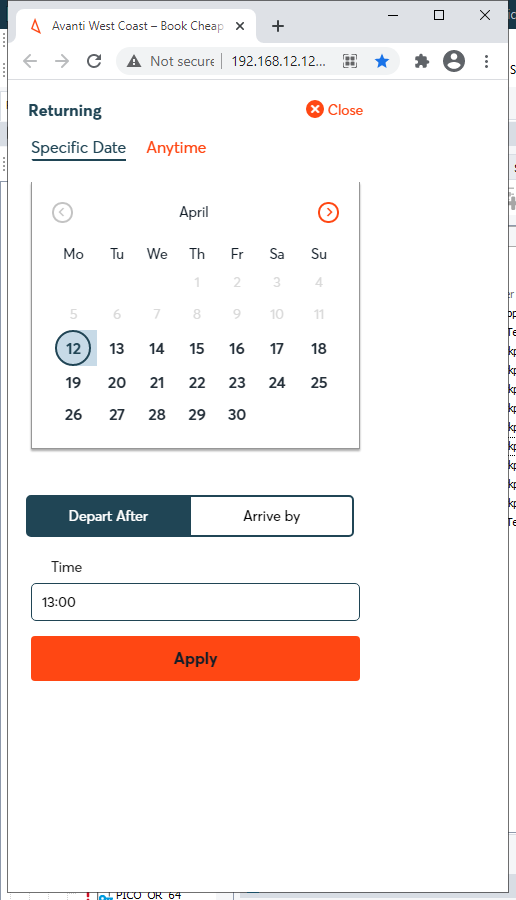 Avanti West Coast – Book Cheap
Not secure 192.168.12.12...
Returning
Close
Specific Date Anytime
April
Mo Tu We Th Fr Sa Su
1 2 3 4
5 6 7 8 9 10 11
12 13 14 15 16 17 18
19 20 21 22 23 24 25
26 27 28 29 30
Depart After Arrive by
Time
13:00
Apply
PICO_OR_64